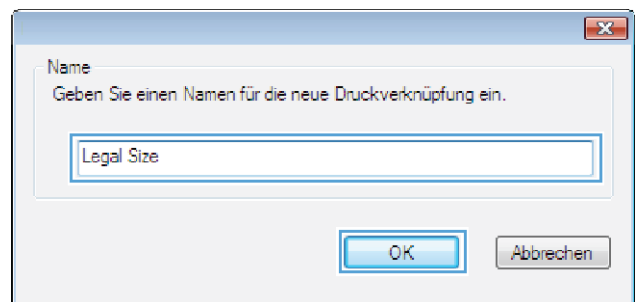 Name
Geben Sie einen Namen für die neue Druckverknüpfung ein.
Legal Size
OK
Abbrechen